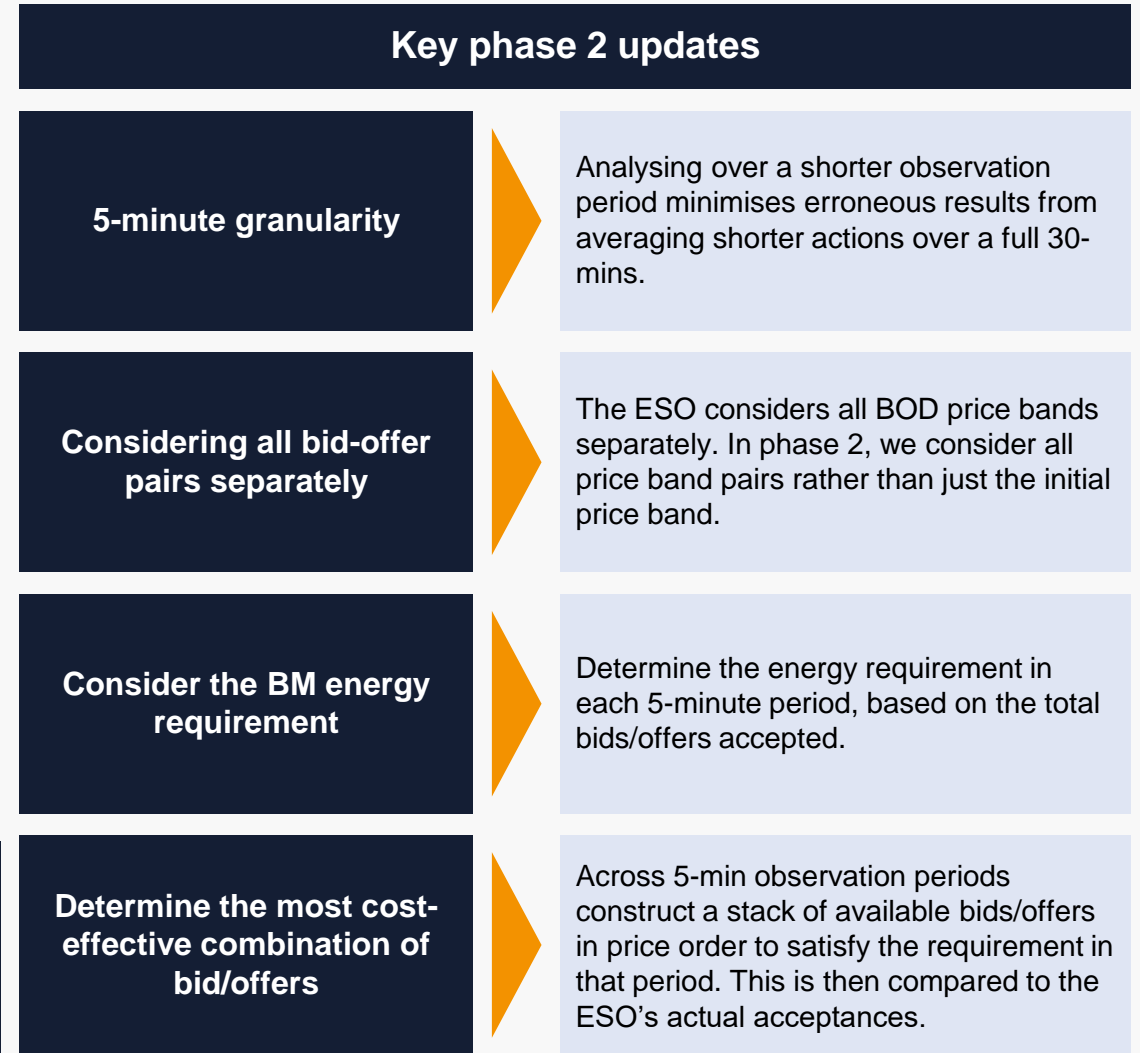 Key phase 2 updates
5-minute granularity
Analysing over a shorter observation
period minimises erroneous results from
averaging shorter actions over a full 30-
mins.
Considering all bid-offer
pairs separately
The ESO considers all BOD price bands
separately. In phase 2, we consider all
price band pairs rather than just the initial
price band.
Consider the BM energy
requirement
Determine the energy requirement in
each 5-minute period, based on the total
bids/offers accepted.
Determine the most cost-
effective combination of
bid/offers
Across 5-min observation periods
construct a stack of available bids/offers
in price order to satisfy the requirement in
that period. This is then compared to the
ESO's actual acceptances.